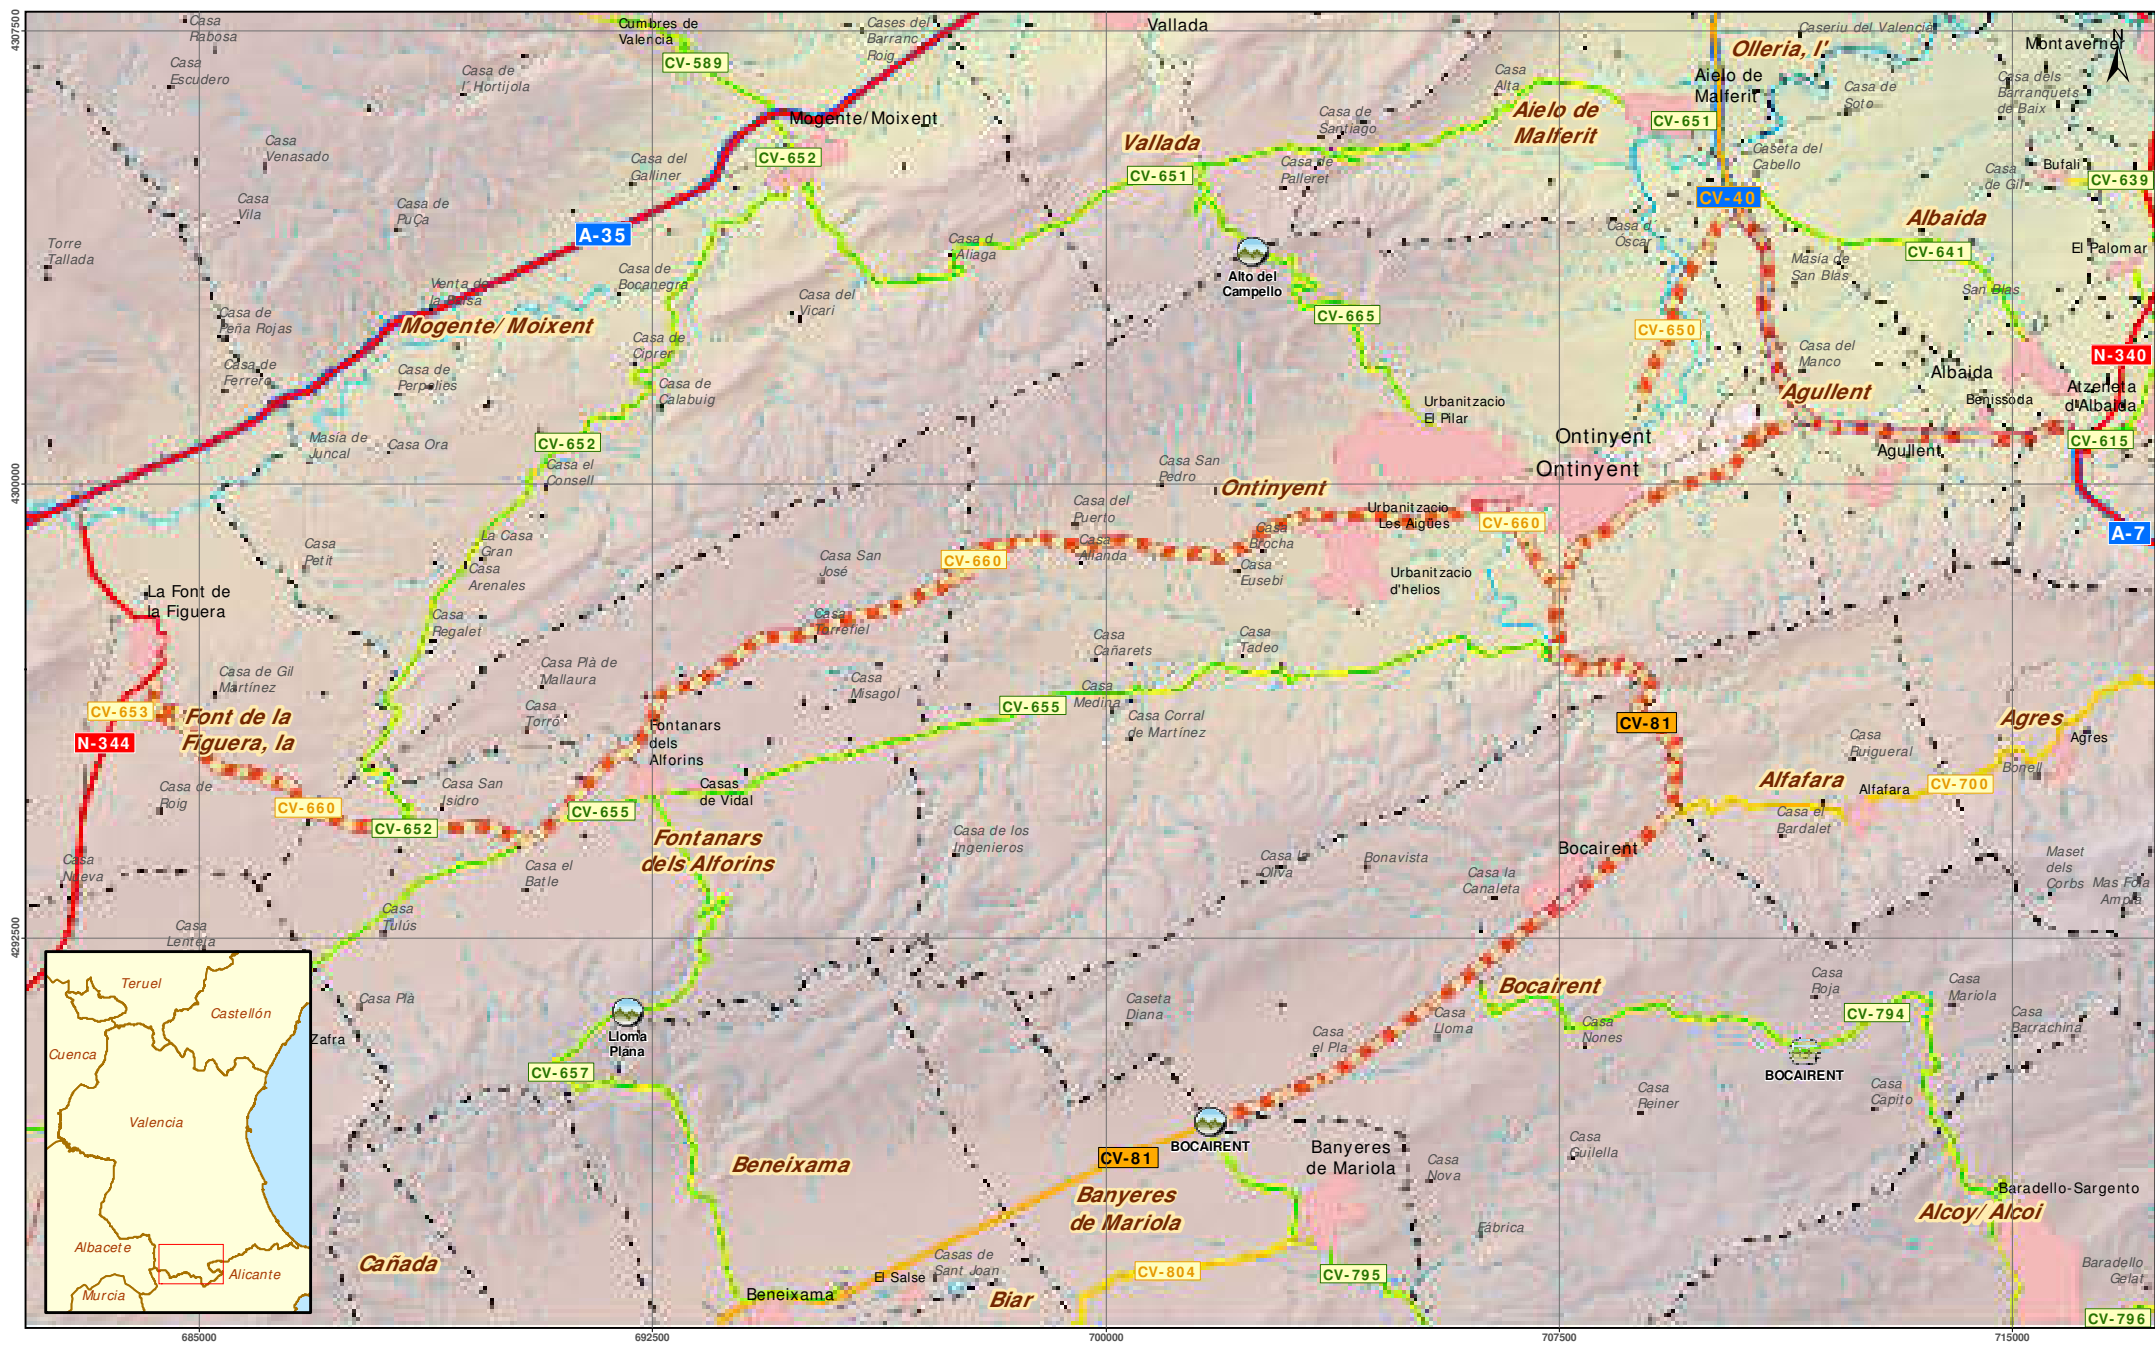 Casa
Rabosa
Cumbres de
Valencia
Cases del
Barranc
Roig
Vallada
Olleria, l'
Caseriu del Valencià
Montaverner
N
Casa
Escudero
Casa de
l' Hortijola
CV-589
Casa
Alta
Aielo de
Malferit
Casa de
Soto
Casa dels
Barranquets
de Baix
Mogente/Moixent
Casa de
Santiago
Aielo de
Malferit
CV-651
Casa
Venasado
Casa del
Galliner
CV-652
Vallada
CV-651
Casa de
Palleret
Caseta del
Cabello
Casa
de Gil
Bufali
CV-639
Casa
Vila
Casa de
PuÇa
A-35
CV-40
Albaida
Torre
Tallada
Casa d
Aliaga
Alto del
Campello
Casa d
Óscar
CV-641
El Palomar
Venta de
la Balsa
Casa de
Bocanegra
Casa del
Vicari
Masía de
San Blas
San Blas
Casa de
Peña Rojas
Mogente/ Moixent
CV-665
CV-650
Casa de
Ciprer
Casa del
Manco
N-340
Casa de
Ferrero
Casa de
Perpalies
Casa de
Calabuig
Urbanitzacio
El Pilar
Agullent
Albaida
Benissoda
Atzeneta
d'Albaida
Masía de
Juncal
Casa Ora
CV-652
Ontinyent
Ontinyent
Agullent
CV-615
Casa el
Consell
Casa San
Pedro
Ontinyent
Casa del
Puerto
Urbanitzacio
Les Aigües
CV-660
A-7
Casa
Petit
La Casa
Gran
Casa
Arenales
Casa San
José
CV-660
Casa
Allanda
Casa
Brocha
Casa
Eusebi
Urbanitzacio
d'helios
La Font de
la Figuera
Casa
Regalet
Casa
Torrefiel
Casa
Cañarets
Casa
Tadeo
Casa de Gil
Martínez
Casa Plà de
Mallaura
Casa
Misagol
Casa
Medina
CV-653
Font de la
Figuera, la
Casa
Torró
CV-655
Casa Corral
de Martínez
CV-81
Agres
Agres
N-344
Fontanars
dels
Alforins
Casa
Puigueral
Bonell
Casa de
Roig
CV-660
Casa San
Isidro
CV-655
Casas
de Vidal
Alfafara
Alfafara
CV-700
CV-652
Fontanars
dels Alforins
Casa de los
Ingenieros
Casa el
Bardalet
Casa
Nueva
Casa el
Batle
Casa la
Oliva
Bonavista
Bocairent
Casa la
Canaleta
Maset
dels
Corbs
Mas Foia
Ampla
Casa
Tulús
Casa
Lenteja
Teruel
Castellón
Cuenca
Valencia
Albacete
Alicante
Murcia
Casa Plà
Zafra
Lloma
Plana
Caseta
Diana
Bocairent
Casa
Roja
Casa
Mariola
Casa
Lloma
Casa
Nones
CV-794
Casa
Barrachina
Casa
el Pla
CV-657
BOCAIRENT
Casa
Reiner
Casa
Capito
BOCAIRENT
CV-81
Banyeres
de Mariola
Casa
Nova
Casa
Guilella
Beneixama
Banyeres
de Mariola
Baradello-Sargento
Alcoy/ Alcoi
Fábrica
Cañada
Casas de
Sant Joan
El Salse
Beneixama
Biar
CV-804
CV-795
Baradello
Gelat
CV-796
4307500
4300000
4292500
685000
692500
700000
707500
715000